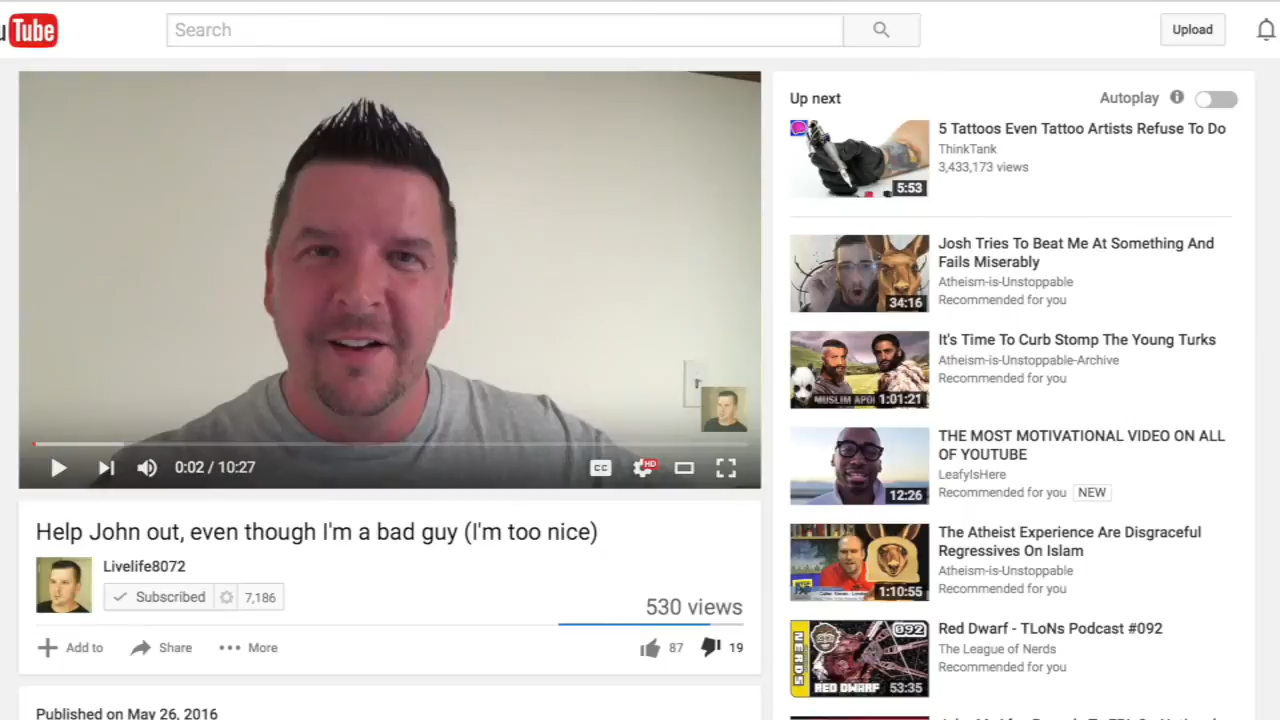 u Tube
Search
Upload
Up next
Autoplay
5 Tattoos Even Tattoo Artists Refuse To Do
ThinkTank
3,433,173 views
5:53
Josh Tries To Beat Me At Something And
Fails Miserably
Atheism-is-Unstoppable
Recommended for you
34:16
It's Time To Curb Stomp The Young Turks
Atheism-is-Unstoppable-Archive
Recommended for you
MUSLIM APO
1:01:21
THE MOST MOTIVATIONAL VIDEO ON ALL
OF YOUTUBE
LeafyIsHere
Recommended for you NEW
12:26
The Atheist Experience Are Disgraceful
Regressives On Islam
Atheism-is-Unstoppable
Recommended for you
1:10:55
Red Dwarf - TLoNs Podcast #092
The League of Nerds
Recommended for you
092
NERDS
RED DWARF
53:35
0:02 / 10:27
CC
HD
Help John out, even though I'm a bad guy (I'm too nice)
Livelife8072
Subscribed 7,186
530 views
Add to Share More
87 19
Published on May 26, 2016